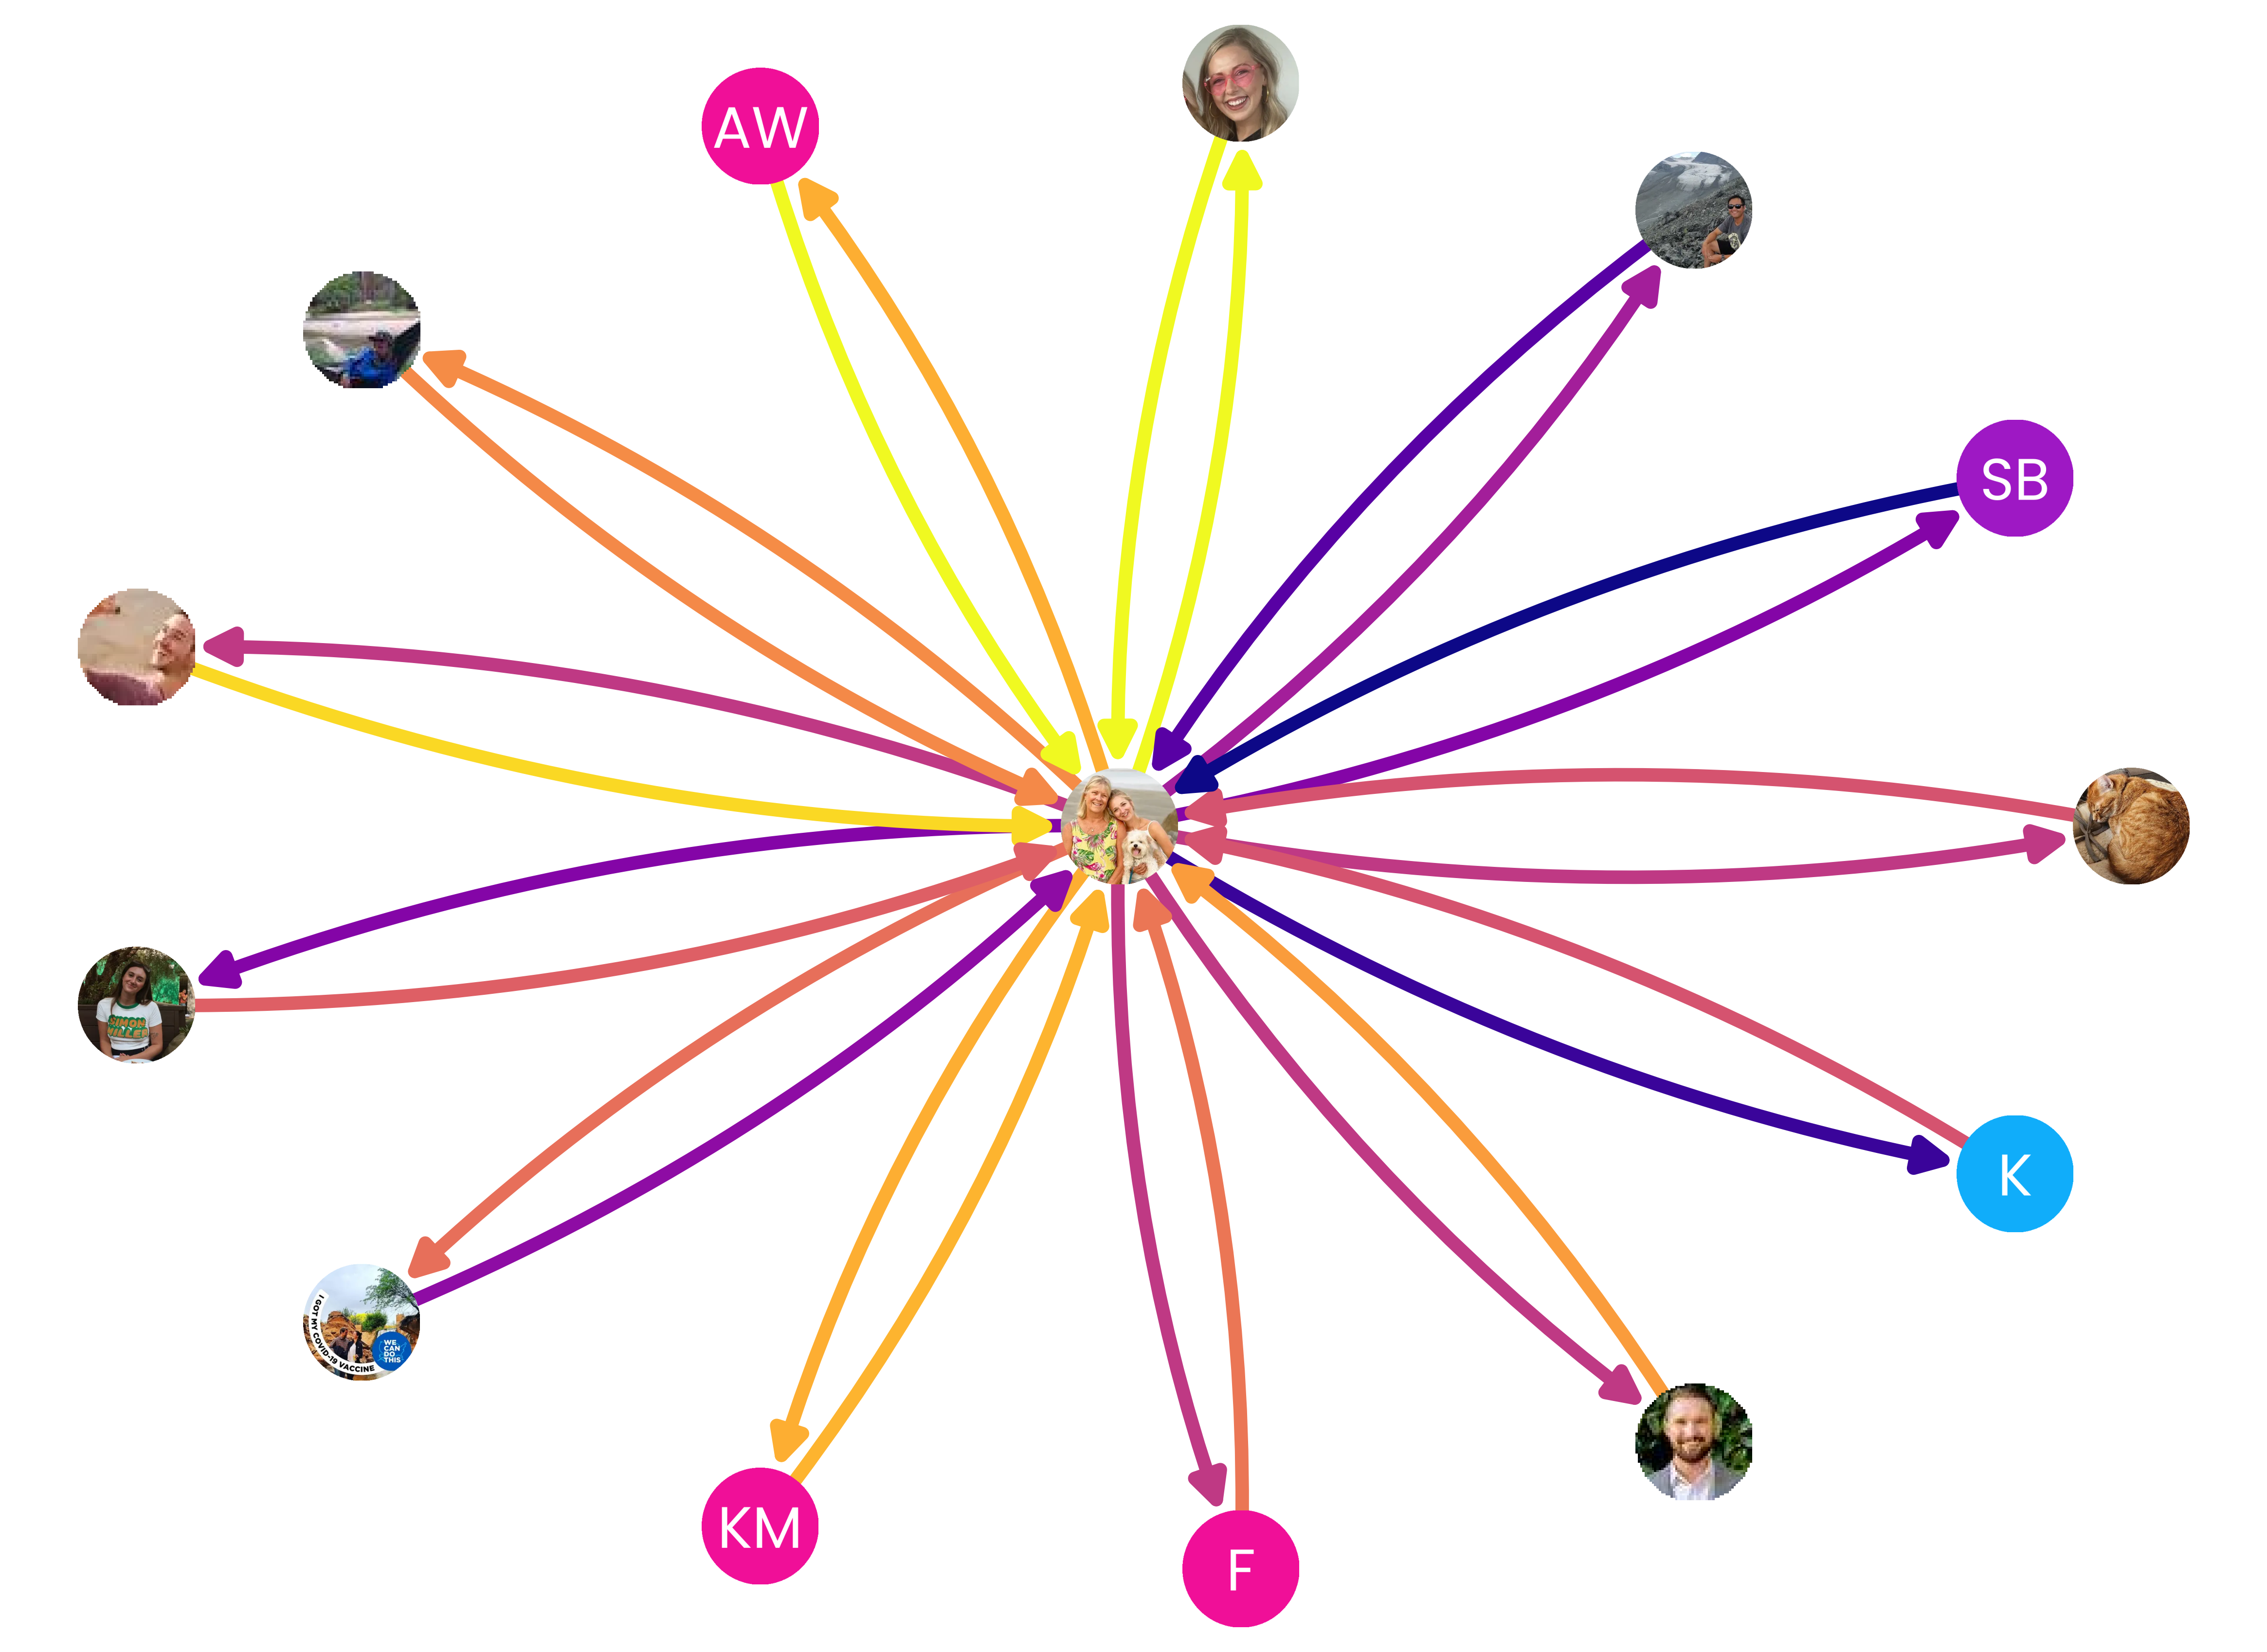 AW
SB
SIMON
MILLER
K
I GOT MY COVID-19 VACCINE
WE
CAN
DO
THIS
KM
F